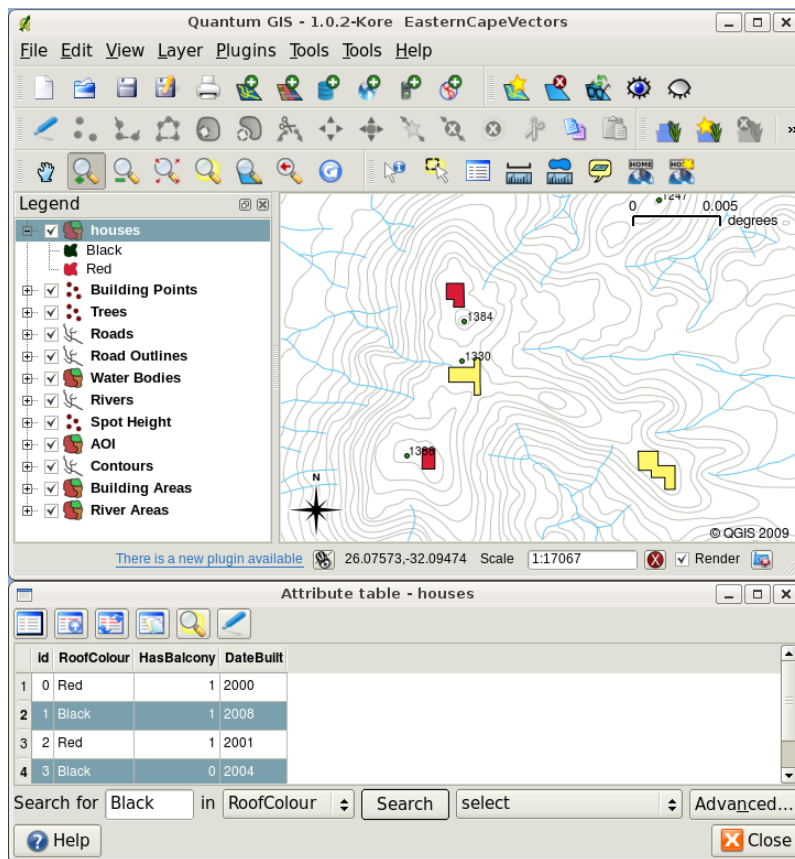 Quantum GIS - 1.0.2-Kore EasternCapeVectors
File Edit View Layer Plugins Tools Tools Help
HOME HOME
Legend
houses
Black
Red
Building Points
Trees
Roads
Road Outlines
Water Bodies
Rivers
Spot Height
AOI
Contours
Building Areas
River Areas
1247
0 0.005
degrees
1384
1330
N
© QGIS 2009
There is a new plugin available 26.07573,-32.09474 Scale 1:17067 Render
Attribute table - houses
id RoofColour HasBalcony DateBuilt
1 0 Red 1 2000
2 1 Black 1 2008
3 2 Red 1 2001
4 3 Black 0 2004
Search for Black in RoofColour Search select Advanced...
Help Close